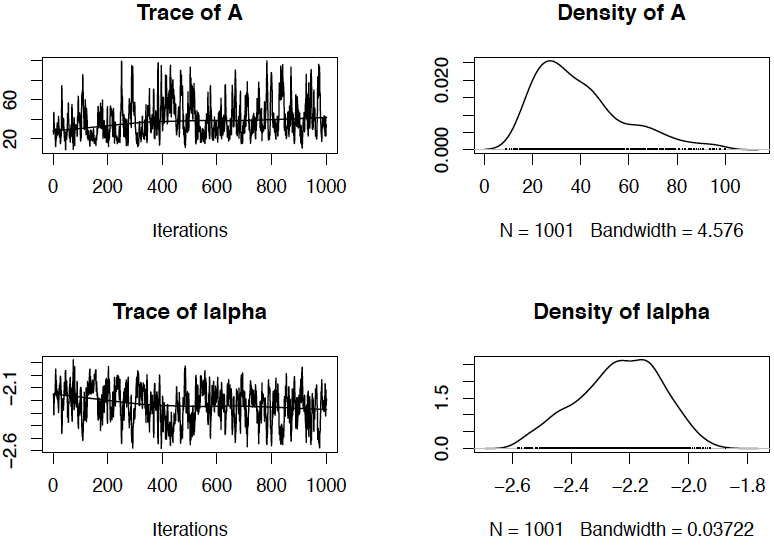 Trace of A
60
20
0 200 400 600 800 1000
Iterations
Density of A
0.020
0.000
0 20 40 60 80 100
N = 1001 Bandwidth = 4.576
Trace of lalpha
−2.1
−2.6
0 200 400 600 800 1000
Iterations
Density of lalpha
1.5
0.0
−2.6 −2.4 −2.2 −2.0 −1.8
N = 1001 Bandwidth = 0.03722